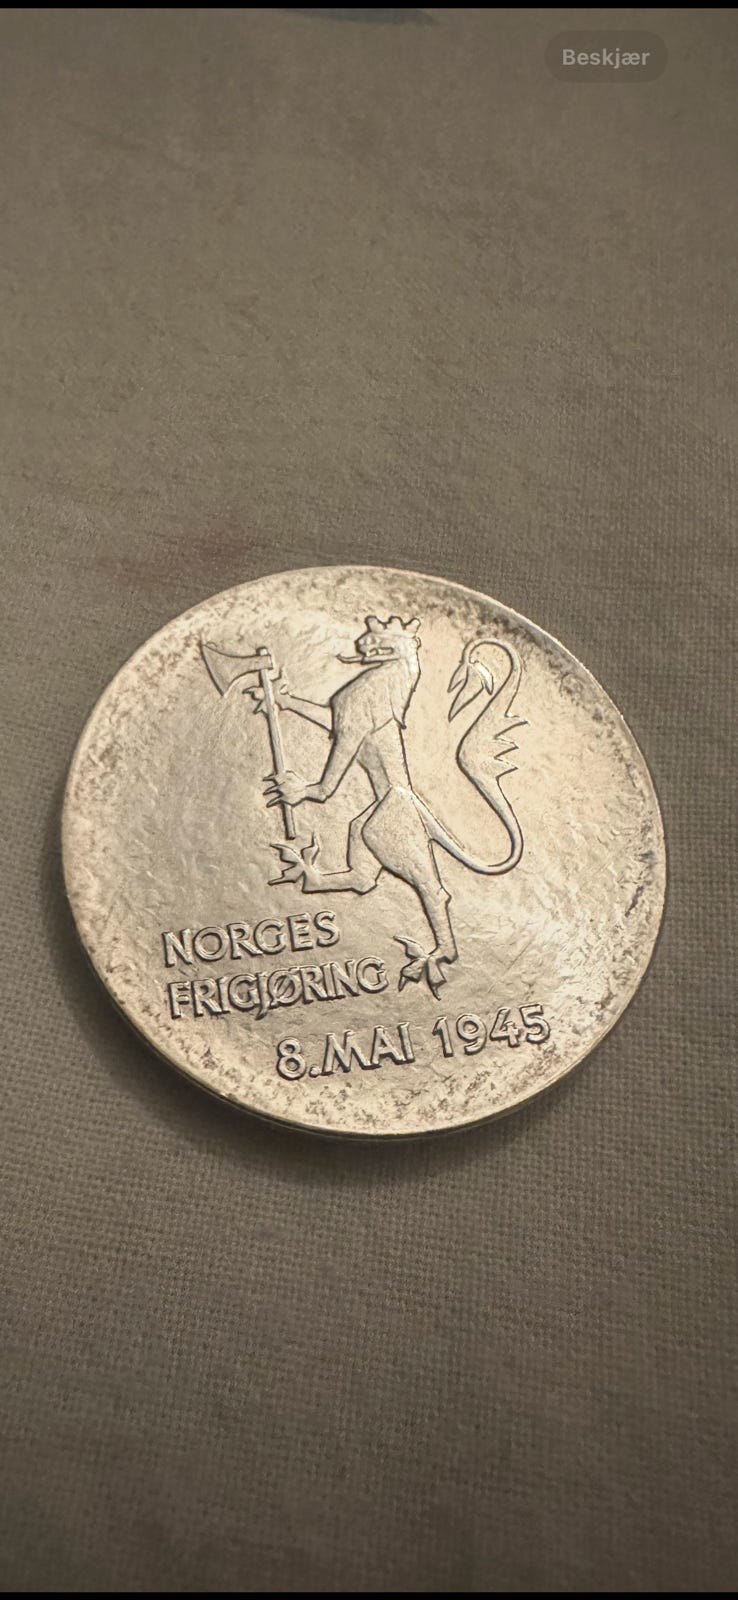 Beskjær
NORGES
FRIGJØRING
8.MAI 1945